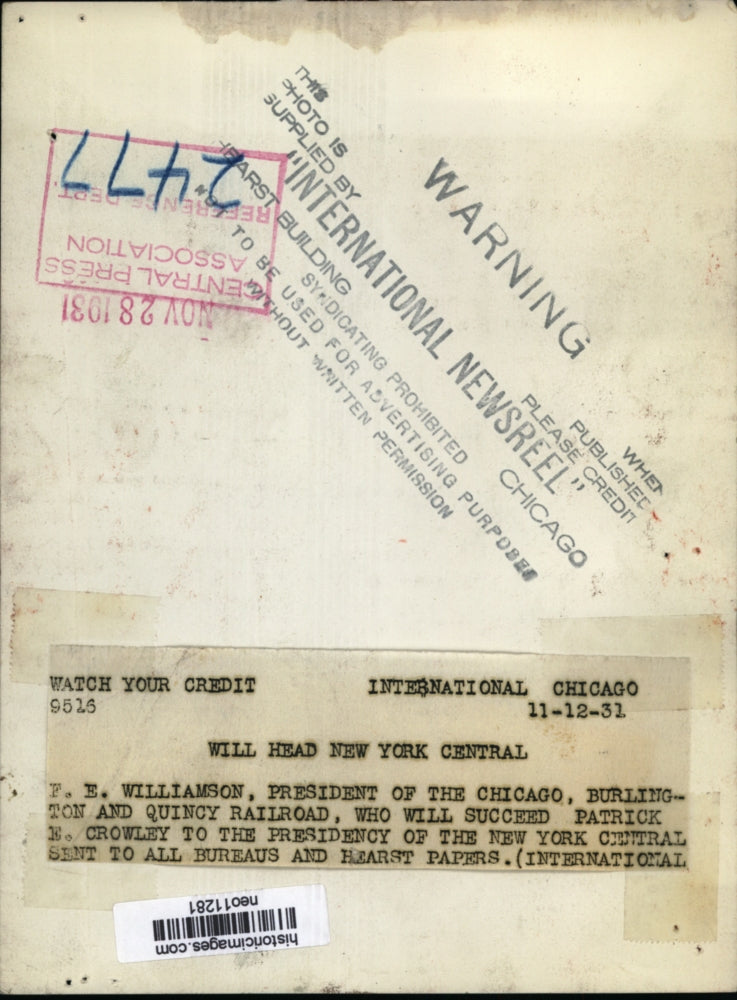 WARNING
THIS
PHOTO IS
SUPPLIED BY
"INTERNATIONAL NEWSREEL"
HEARST BUILDING
CHICAGO
SYNDICATING PROHIBITED
NOT TO BE USED FOR ADVERTISING PURPOSES
WITHOUT WRITTEN PERMISSION
WHEN
PUBLISHED
PLEASE CREDIT
2477
REFERENCE DEPT.
CENTRAL PRESS
ASSOCIATION
NOV 28 1931
WATCH YOUR CREDIT INTERNATIONAL CHICAGO
9516 11-12-31
WILL HEAD NEW YORK CENTRAL
F. E. WILLIAMSON, PRESIDENT OF THE CHICAGO, BURLING-
TON AND QUINCY RAILROAD, WHO WILL SUCCEED PATRICK
E. CROWLEY TO THE PRESIDENCY OF THE NEW YORK CENTRAL
SENT TO ALL BUREAUS AND HEARST PAPERS.(INTERNATIONAL
historicimages.com
neo11281